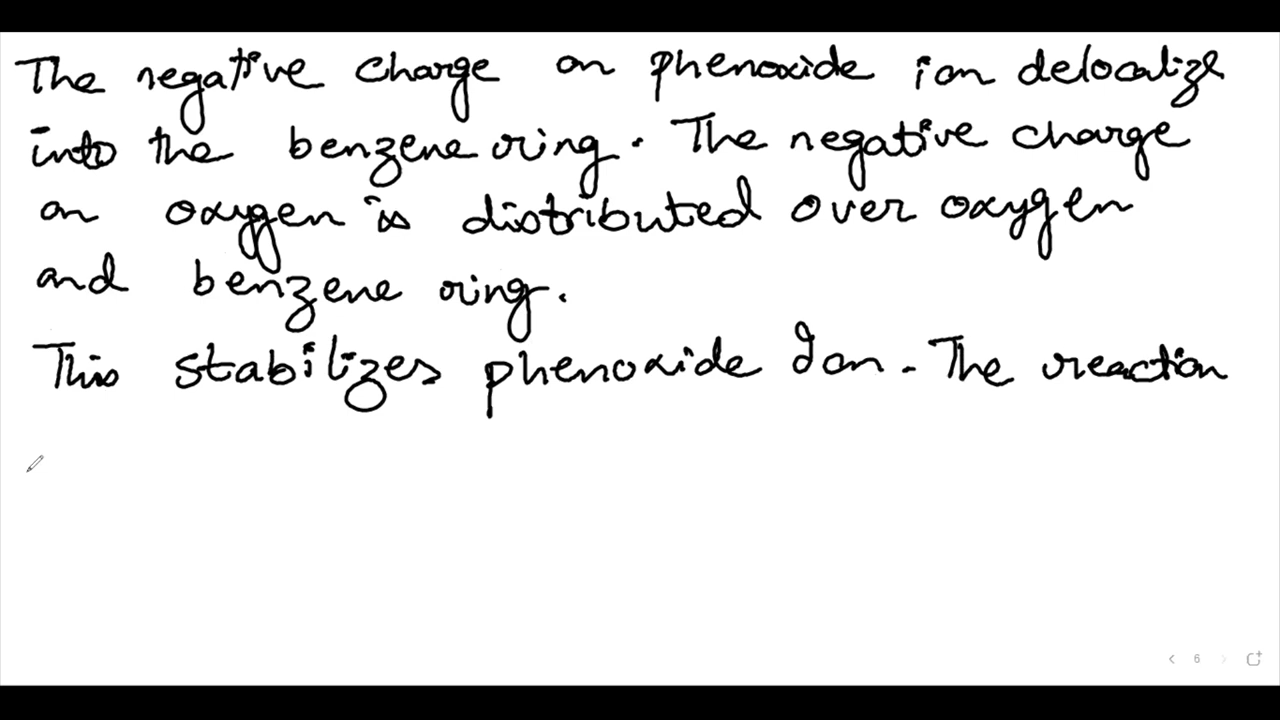 The negative charge on phenoxide ion delocalize
into the benzene ring. The negative charge
on oxygen is distributed over oxygen
and benzene ring.
This stabilizes phenoxide Ion. The reaction
6